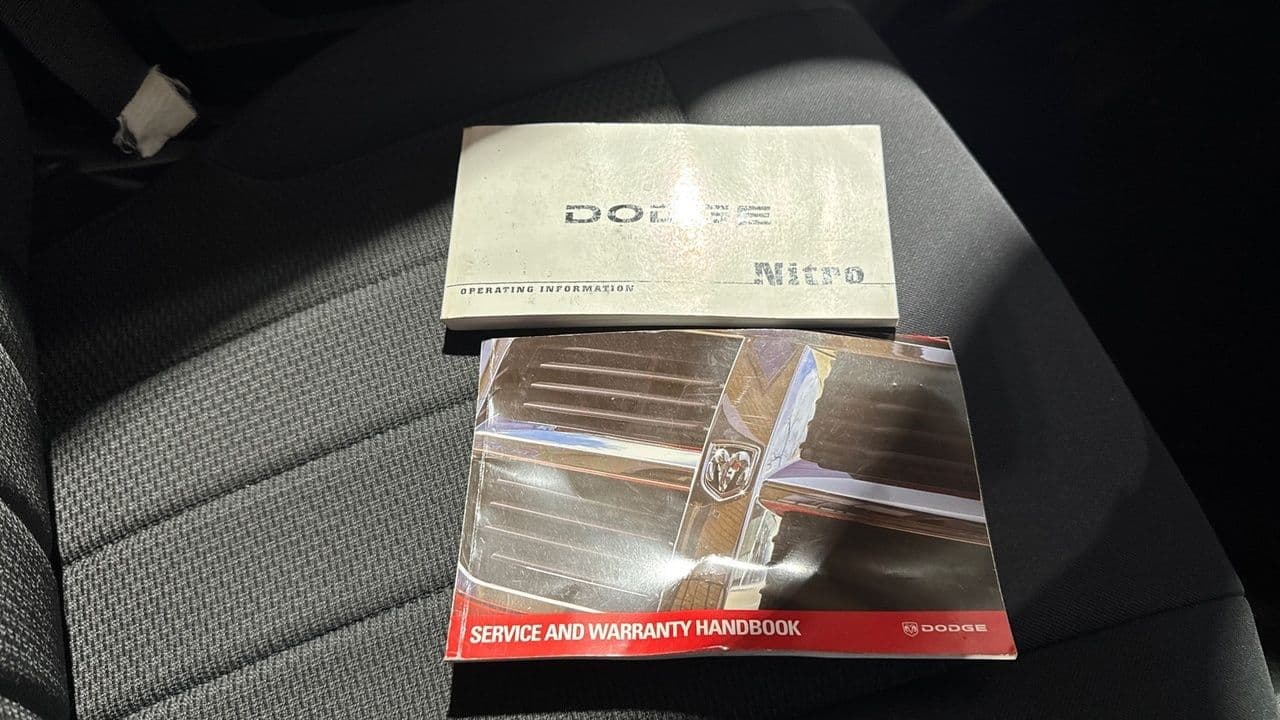 DODGE
Nitro
OPERATING INFORMATION
SERVICE AND WARRANTY HANDBOOK
DODGE